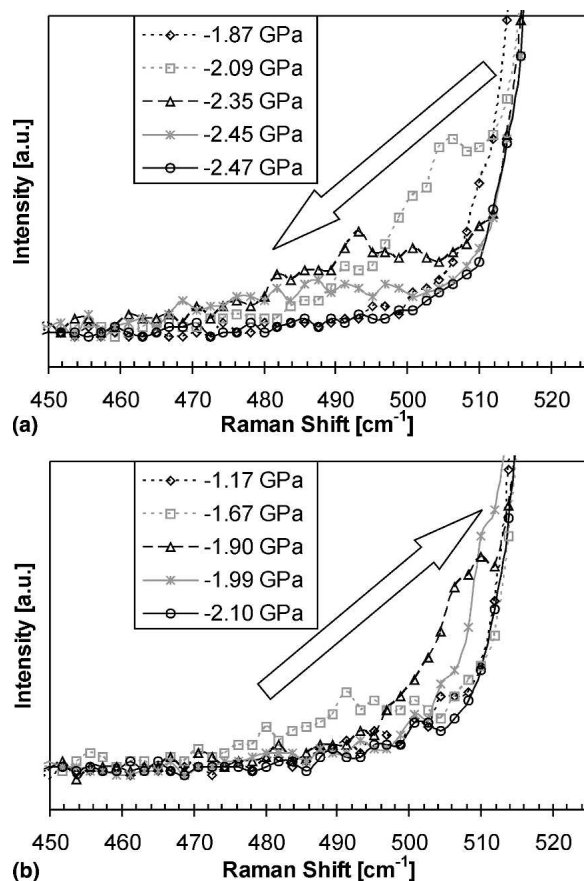 -1.87 GPa
-2.09 GPa
-2.35 GPa
-2.45 GPa
-2.47 GPa
Intensity [a.u.]
450 460 470 480 490 500 510 520
(a) Raman Shift [cm-1]
-1.17 GPa
-1.67 GPa
-1.90 GPa
-1.99 GPa
-2.10 GPa
Intensity [a.u.]
450 460 470 480 490 500 510 520
(b) Raman Shift [cm-1]